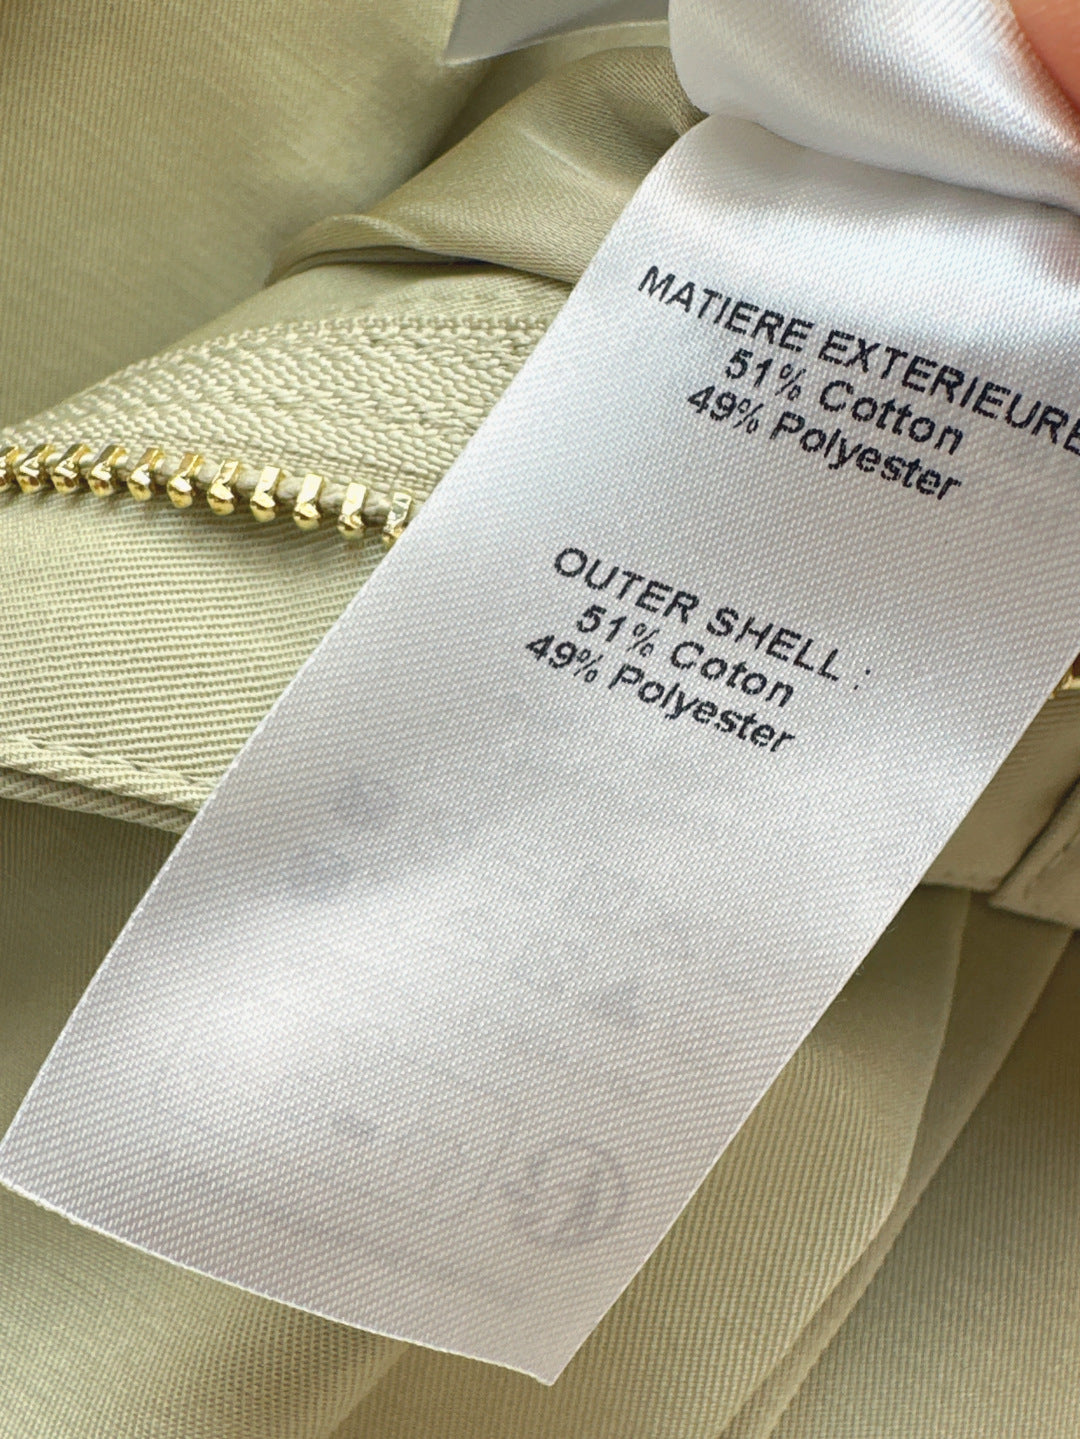 MATIERE EXTERIEURE
51% Cotton
49% Polyester
OUTER SHELL :
51% Coton
49% Polyester